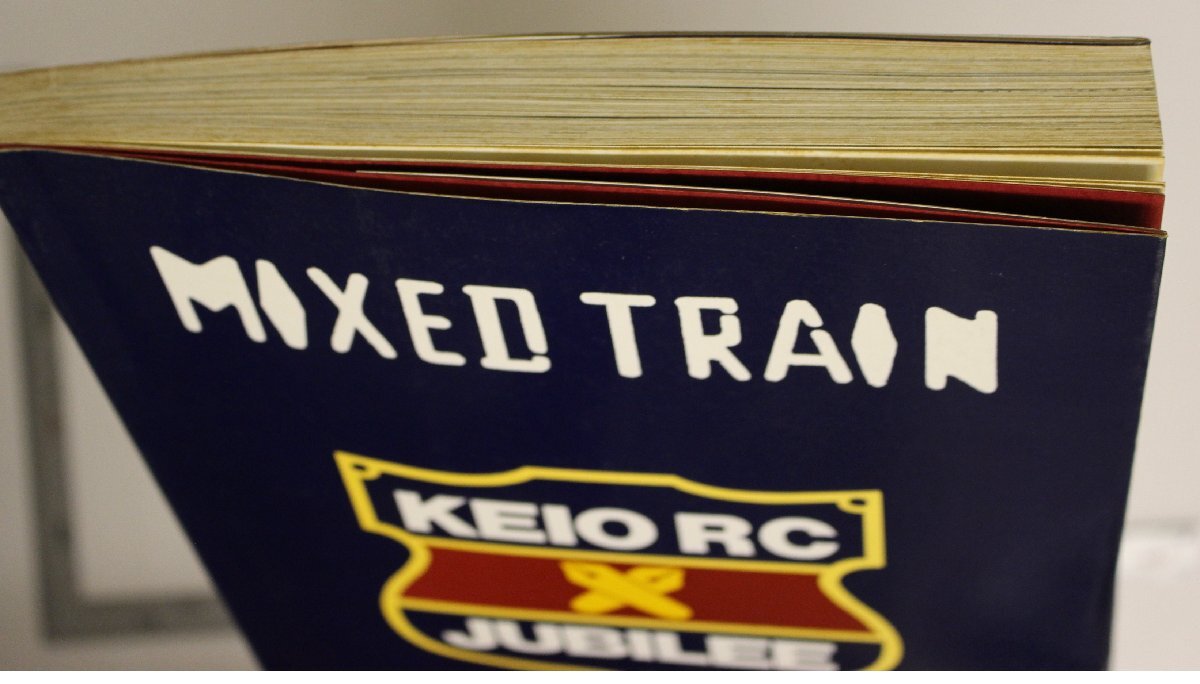 MIXED TRAIN
KEIO RC
JUBILEE